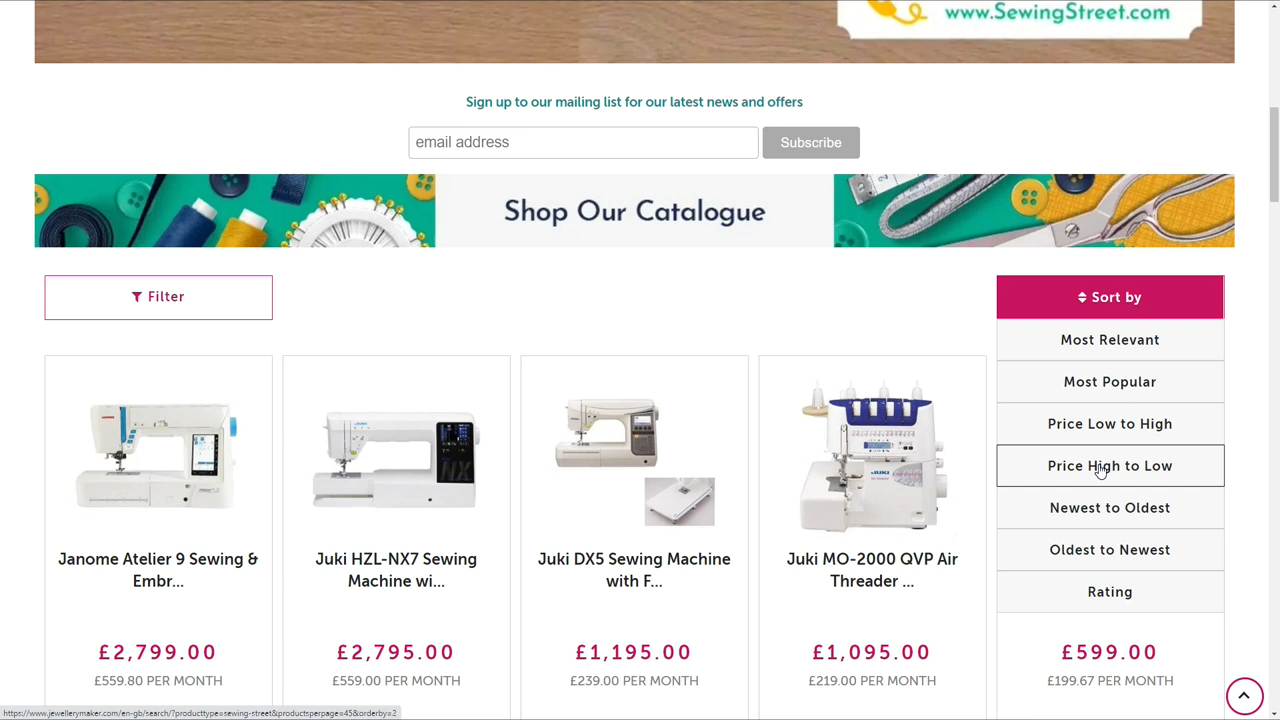 www.SewingStreet.com
Sign up to our mailing list for our latest news and offers
email address
Subscribe
Shop Our Catalogue
Filter
Sort by
Most Relevant
Most Popular
Price Low to High
Price High to Low
Newest to Oldest
Oldest to Newest
Rating
Janome Atelier 9 Sewing &
Embr...
£2,799.00
£559.80 PER MONTH
Juki HZL-NX7 Sewing
Machine wi...
£2,795.00
£559.00 PER MONTH
Juki DX5 Sewing Machine
with F...
£1,195.00
£239.00 PER MONTH
JUKI
Juki MO-2000 QVP Air
Threader ...
£1,095.00
£219.00 PER MONTH
£599.00
£199.67 PER MONTH
https://www.jewellerymaker.com/en-gb/search/?producttype=sewing-street&productsperpage=45&orderby=2